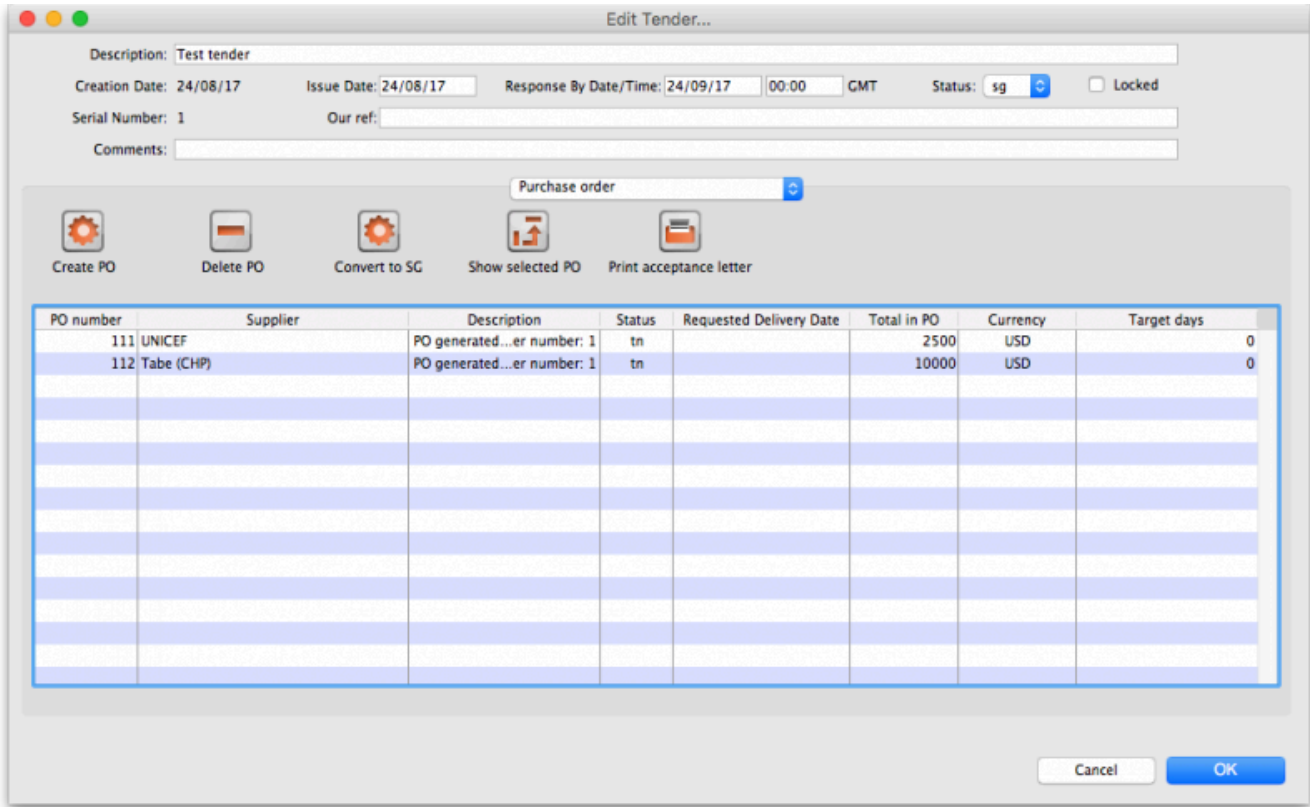 Edit Tender...
Description: Test tender
Creation Date: 24/08/17 Issue Date: 24/08/17 Response By Date/Time: 24/09/17 00:00 GMT Status: sg Locked
Serial Number: 1 Our ref:
Comments:
Purchase order
Create PO Delete PO Convert to SG Show selected PO Print acceptance letter
PO number Supplier Description Status Requested Delivery Date Total in PO Currency Target days
111 UNICEF PO generated...er number: 1 tn 2500 USD 0
112 Tabe (CHP) PO generated...er number: 1 tn 10000 USD 0
Cancel OK